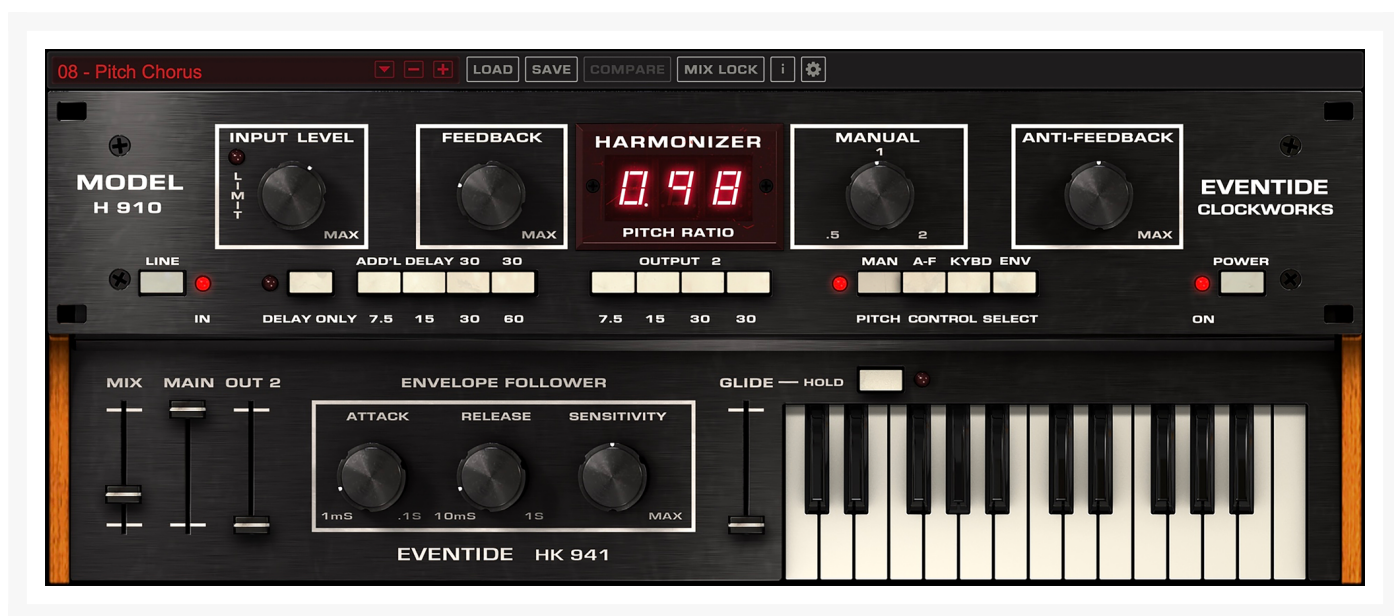 08 - Pitch Chorus
LOAD SAVE COMPARE MIX LOCK i
INPUT LEVEL
LIMIT
MAX
FEEDBACK
MAX
HARMONIZER
0.98
PITCH RATIO
MANUAL
1
.5 2
ANTI-FEEDBACK
MAX
MODEL
H 910
EVENTIDE
CLOCKWORKS
LINE
IN
DELAY ONLY
ADD'L DELAY 30 30
7.5 15 30 60
OUTPUT 2
7.5 15 30 30
MAN A-F KYBD ENV
PITCH CONTROL SELECT
POWER
ON
MIX MAIN OUT 2
ENVELOPE FOLLOWER
ATTACK RELEASE SENSITIVITY
1mS .1S 10mS 1S MAX
EVENTIDE HK 941
GLIDE — HOLD